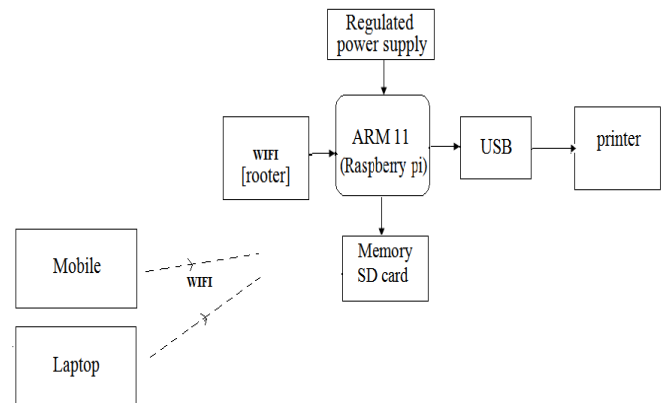 Regulated
power supply
WIFI
[rooter]
ARM 11
(Raspberry pi)
USB
printer
Memory
SD card
Mobile
WIFI
Laptop